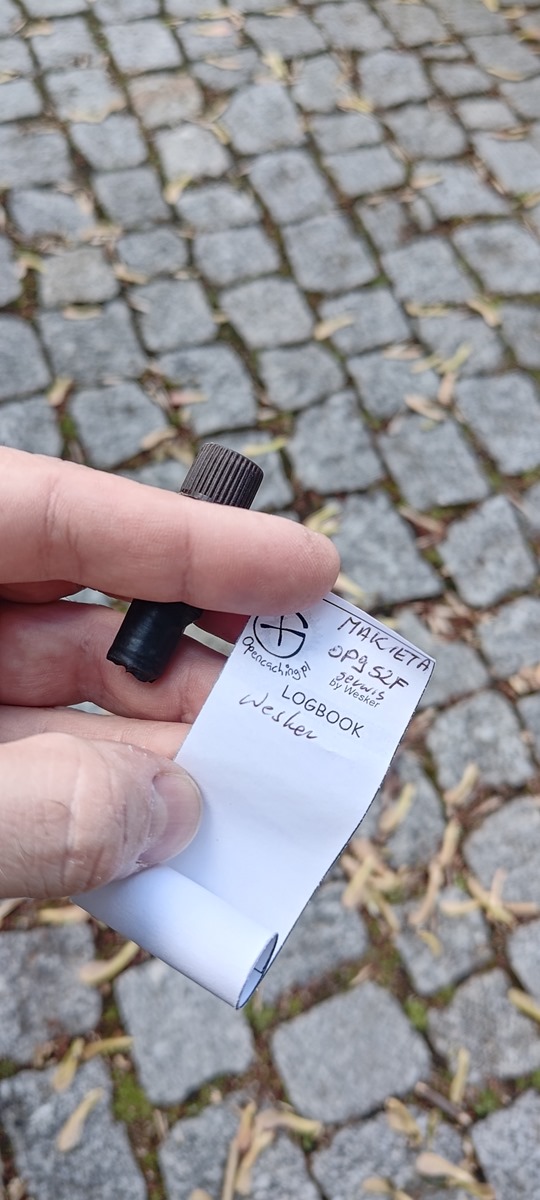 MAKIETA
OP9S2F
serwis
by Wesker
Opencaching.pl
LOGBOOK
Wesker